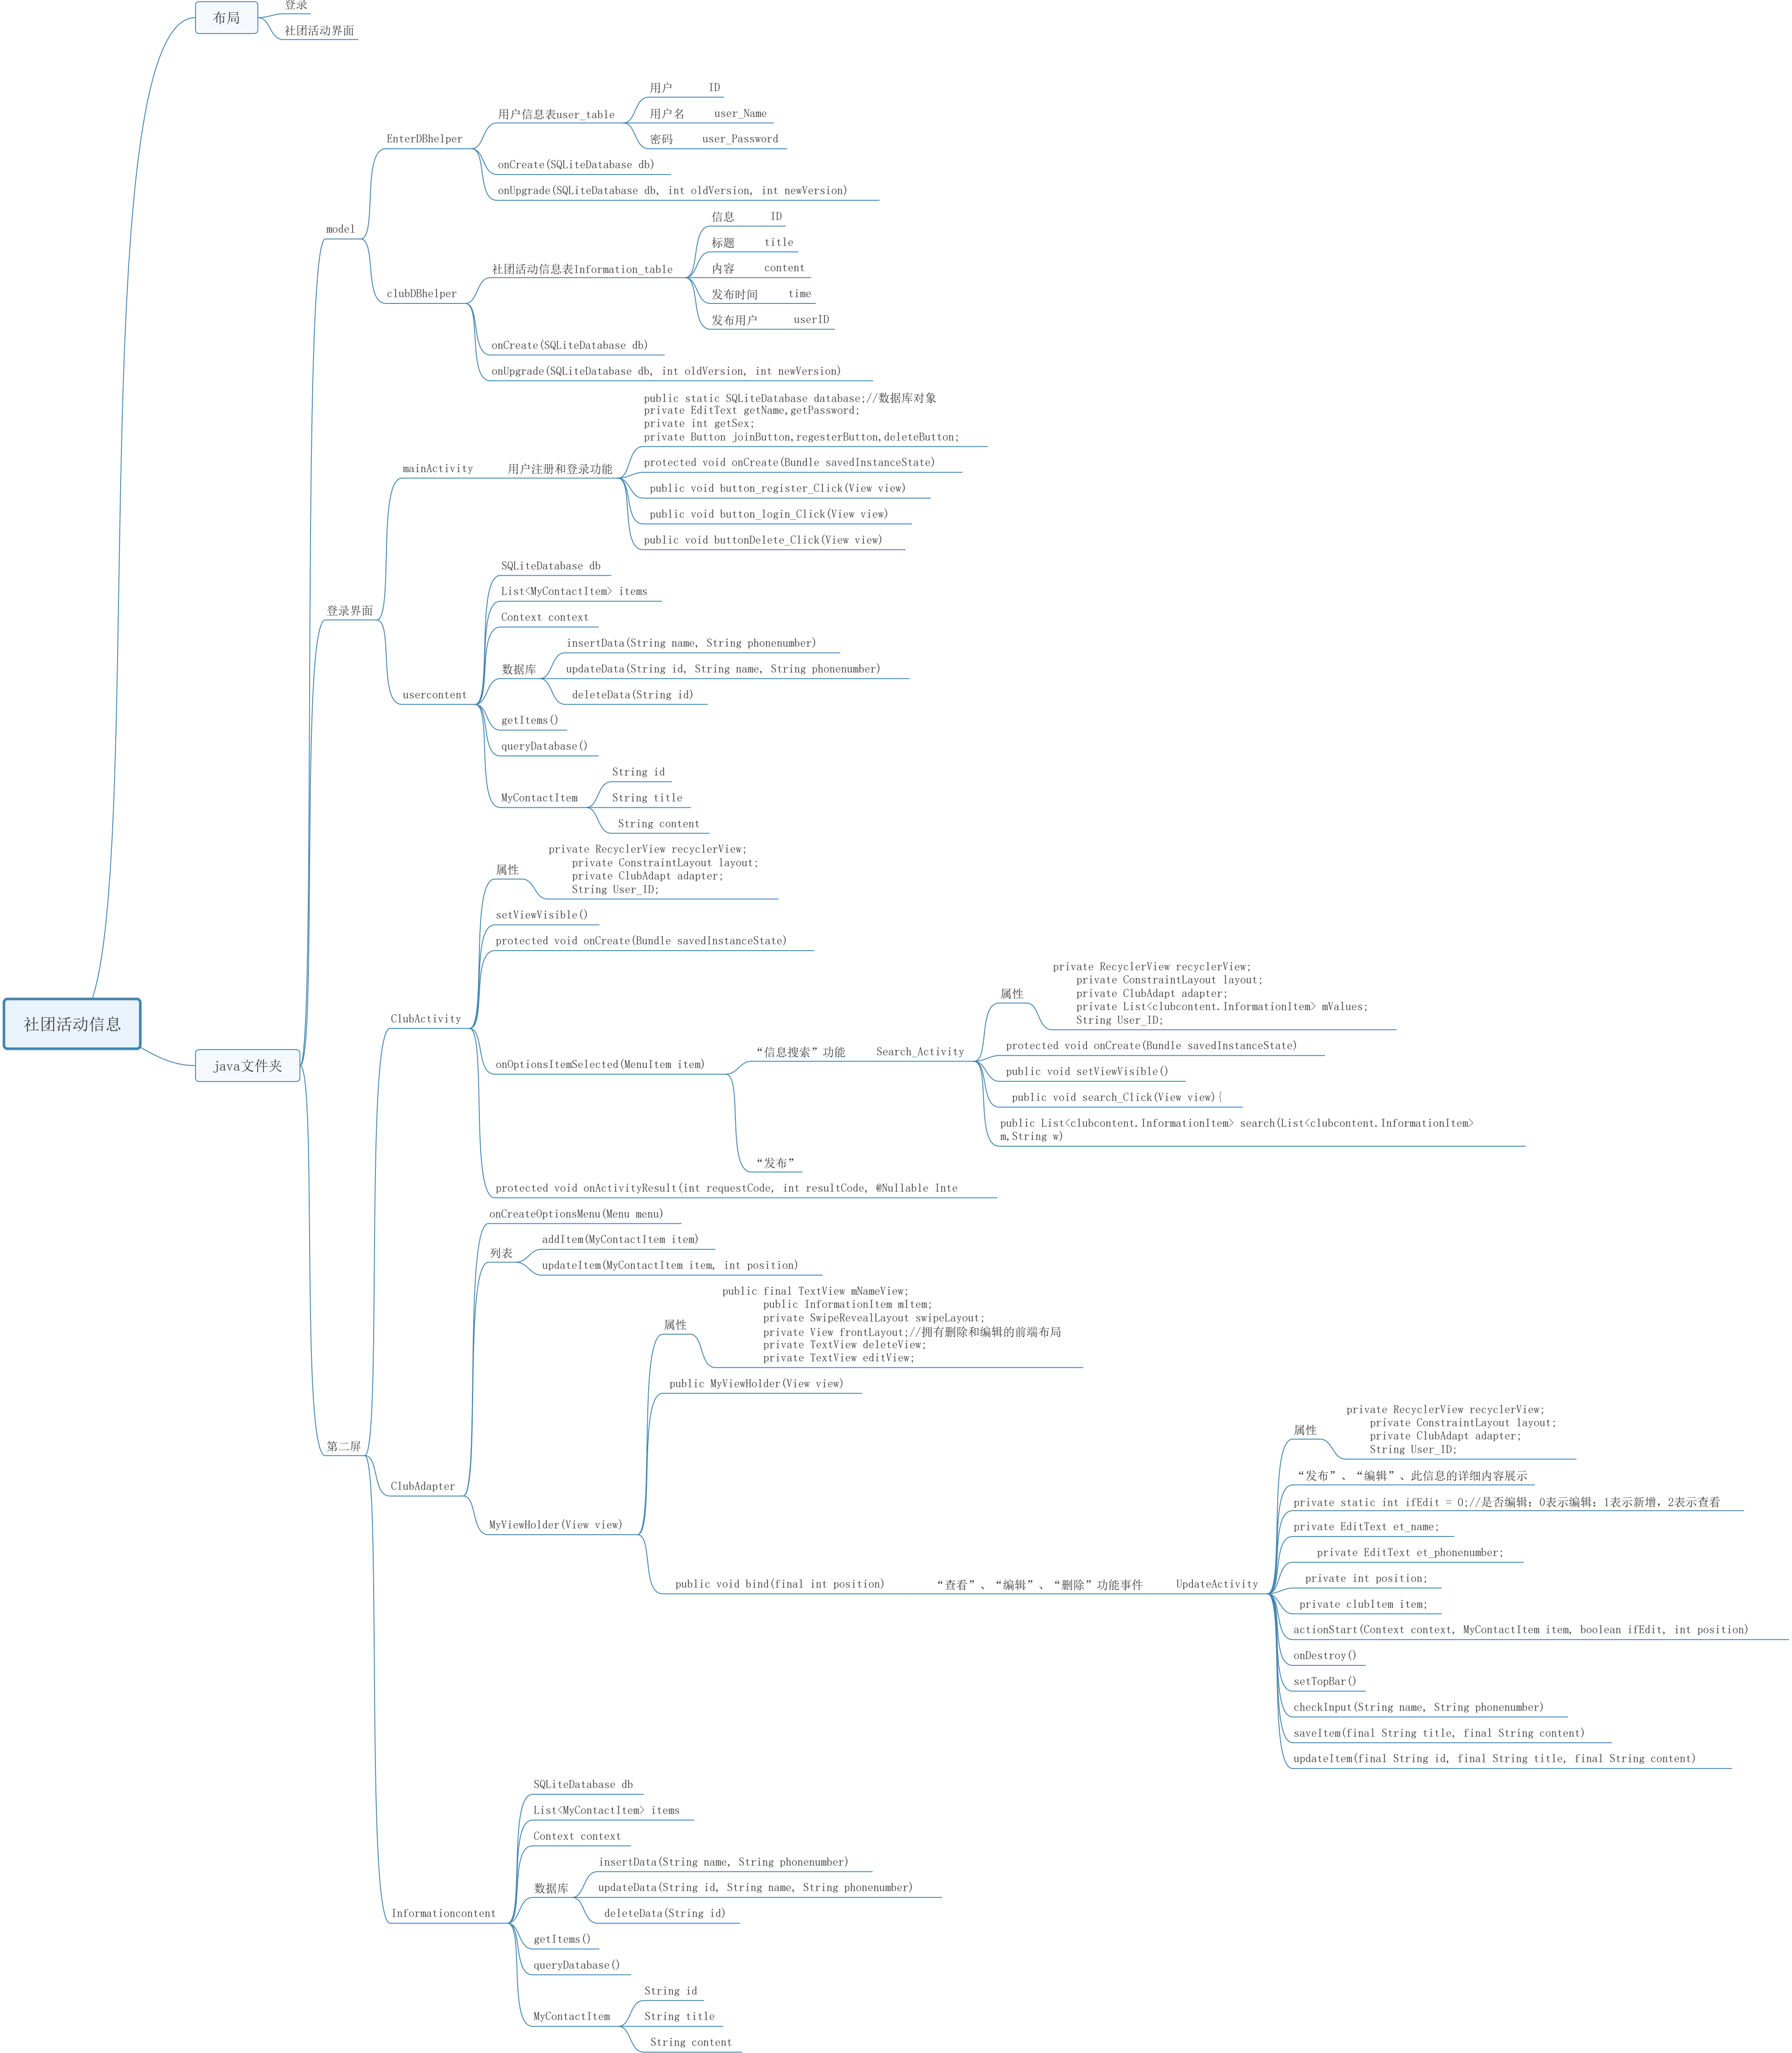 布局
登录
社团活动界面
社团活动信息
java文件夹
model
EnterDBhelper
用户信息表user_table
用户 ID
用户名 user_Name
密码 user_Password
onCreate(SQLiteDatabase db)
onUpgrade(SQLiteDatabase db, int oldVersion, int newVersion)
clubDBhelper
社团活动信息表Information_table
信息 ID
标题 title
内容 content
发布时间 time
发布用户 userID
onCreate(SQLiteDatabase db)
onUpgrade(SQLiteDatabase db, int oldVersion, int newVersion)
登录界面
mainActivity
用户注册和登录功能
public static SQLiteDatabase database;//数据库对象
private EditText getName,getPassword;
private int getSex;
private Button joinButton,regesterButton,deleteButton;
protected void onCreate(Bundle savedInstanceState)
public void button_register_Click(View view)
public void button_login_Click(View view)
public void buttonDelete_Click(View view)
usercontent
SQLiteDatabase db
List<MyContactItem> items
Context context
数据库
insertData(String name, String phonenumber)
updateData(String id, String name, String phonenumber)
deleteData(String id)
getItems()
queryDatabase()
MyContactItem
String id
String title
String content
第二屏
ClubActivity
属性
private RecyclerView recyclerView;
private ConstraintLayout layout;
private ClubAdapt adapter;
String User_ID;
setViewVisible()
protected void onCreate(Bundle savedInstanceState)
onOptionsItemSelected(MenuItem item)
“信息搜索”功能
Search_Activity
属性
private RecyclerView recyclerView;
private ConstraintLayout layout;
private ClubAdapt adapter;
private List<clubcontent.InformationItem> mValues;
String User_ID;
protected void onCreate(Bundle savedInstanceState)
public void setViewVisible()
public void search_Click(View view){
public List<clubcontent.InformationItem> search(List<clubcontent.InformationItem>
m,String w)
“发布”
protected void onActivityResult(int requestCode, int resultCode, @Nullable Inte
ClubAdapter
onCreateOptionsMenu(Menu menu)
列表
addItem(MyContactItem item)
updateItem(MyContactItem item, int position)
MyViewHolder(View view)
属性
public final TextView mNameView;
public InformationItem mItem;
private SwipeRevealLayout swipeLayout;
private View frontLayout;//拥有删除和编辑的前端布局
private TextView deleteView;
private TextView editView;
public MyViewHolder(View view)
public void bind(final int position)
“查看”、“编辑”、“删除”功能事件
UpdateActivity
属性
private RecyclerView recyclerView;
private ConstraintLayout layout;
private ClubAdapt adapter;
String User_ID;
“发布”、“编辑”、此信息的详细内容展示
private static int ifEdit = 0;//是否编辑：0表示编辑；1表示新增，2表示查看
private EditText et_name;
private EditText et_phonenumber;
private int position;
private clubItem item;
actionStart(Context context, MyContactItem item, boolean ifEdit, int position)
onDestroy()
setTopBar()
checkInput(String name, String phonenumber)
saveItem(final String title, final String content)
updateItem(final String id, final String title, final String content)
Informationcontent
SQLiteDatabase db
List<MyContactItem> items
Context context
数据库
insertData(String name, String phonenumber)
updateData(String id, String name, String phonenumber)
deleteData(String id)
getItems()
queryDatabase()
MyContactItem
String id
String title
String content